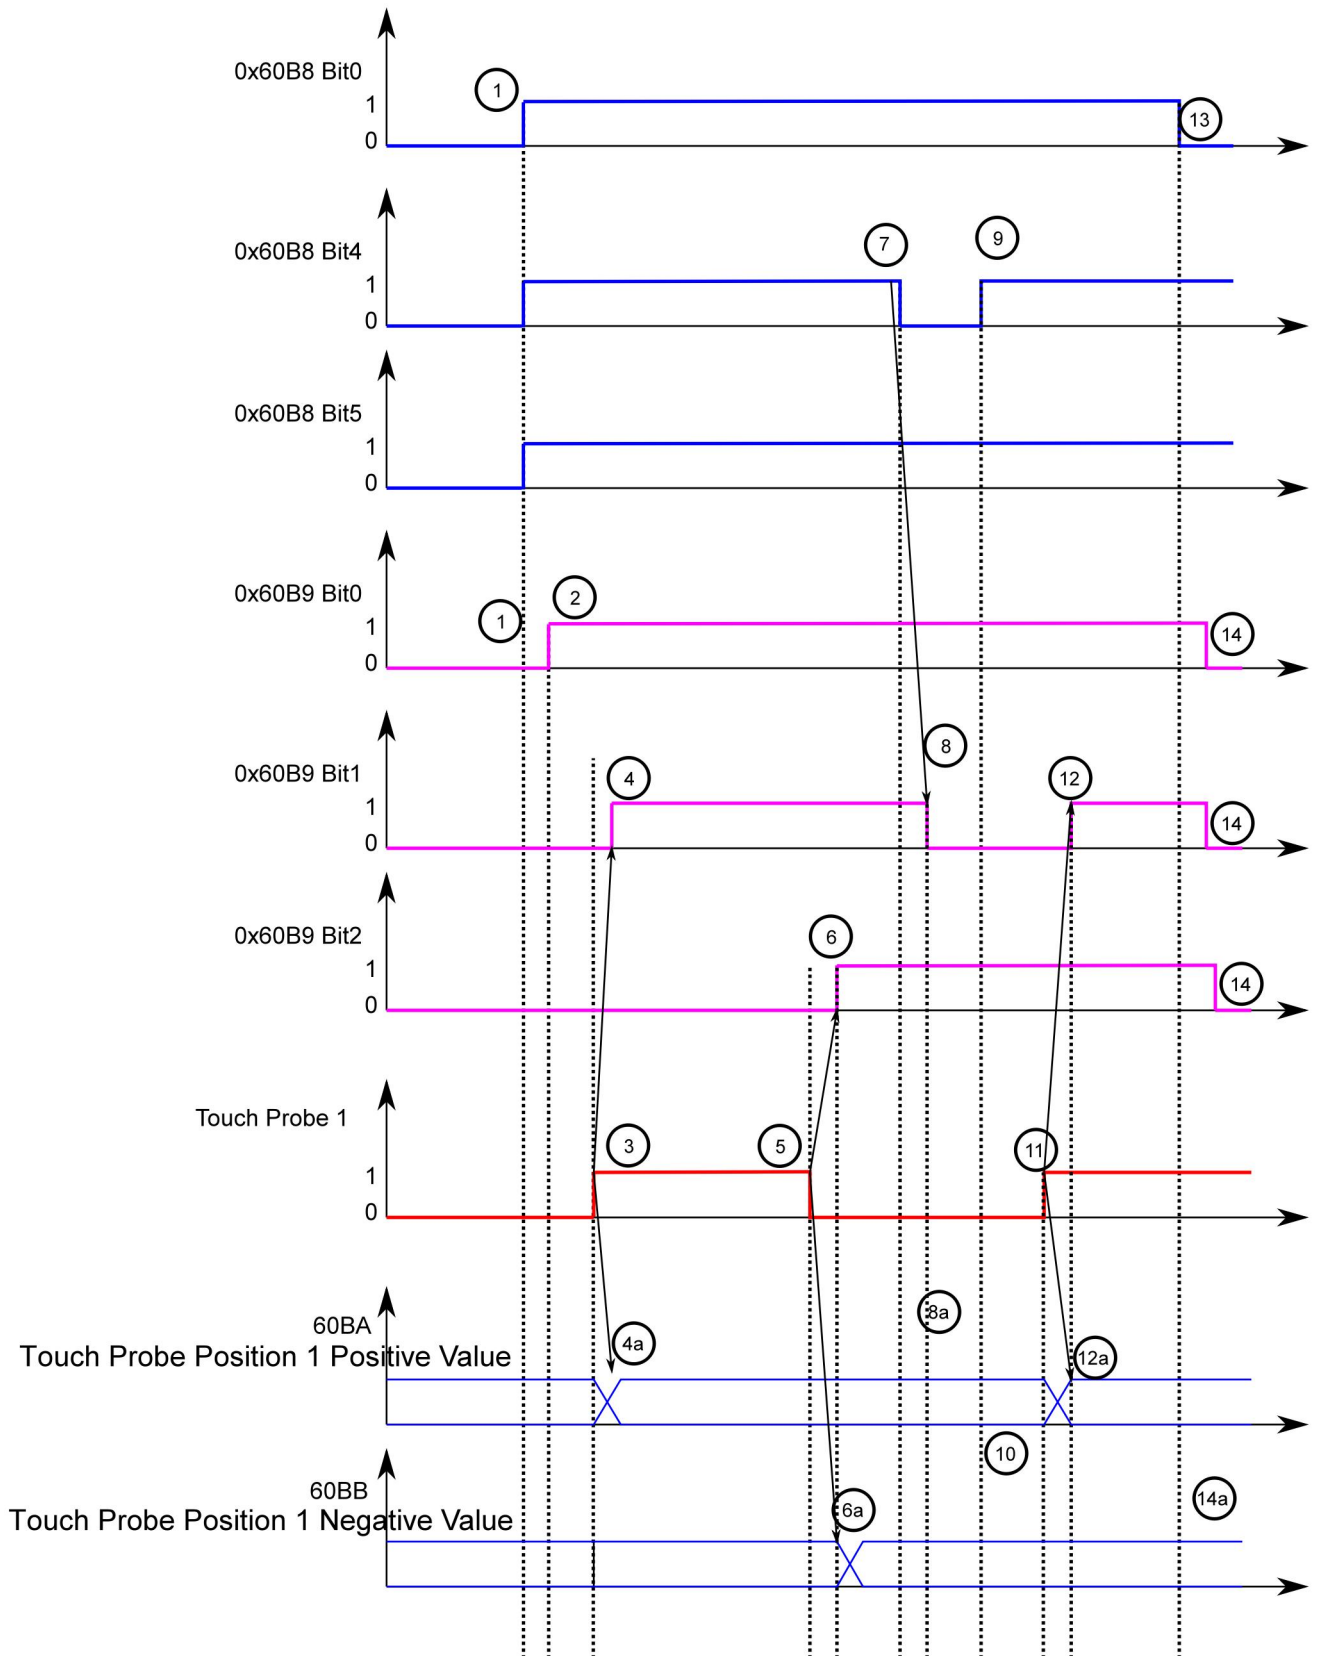 0x60B8 Bit0
1
1
13
0
0x60B8 Bit4
7
9
1
0
0x60B8 Bit5
1
0
0x60B9 Bit0
2
1
1
14
0
0x60B9 Bit1
8
4
12
1
14
0
0x60B9 Bit2
6
1
14
0
Touch Probe 1
3
5
11
1
0
60BA
8a
Touch Probe Position 1 Positive Value
4a
12a
10
60BB
14a
Touch Probe Position 1 Negative Value
6a